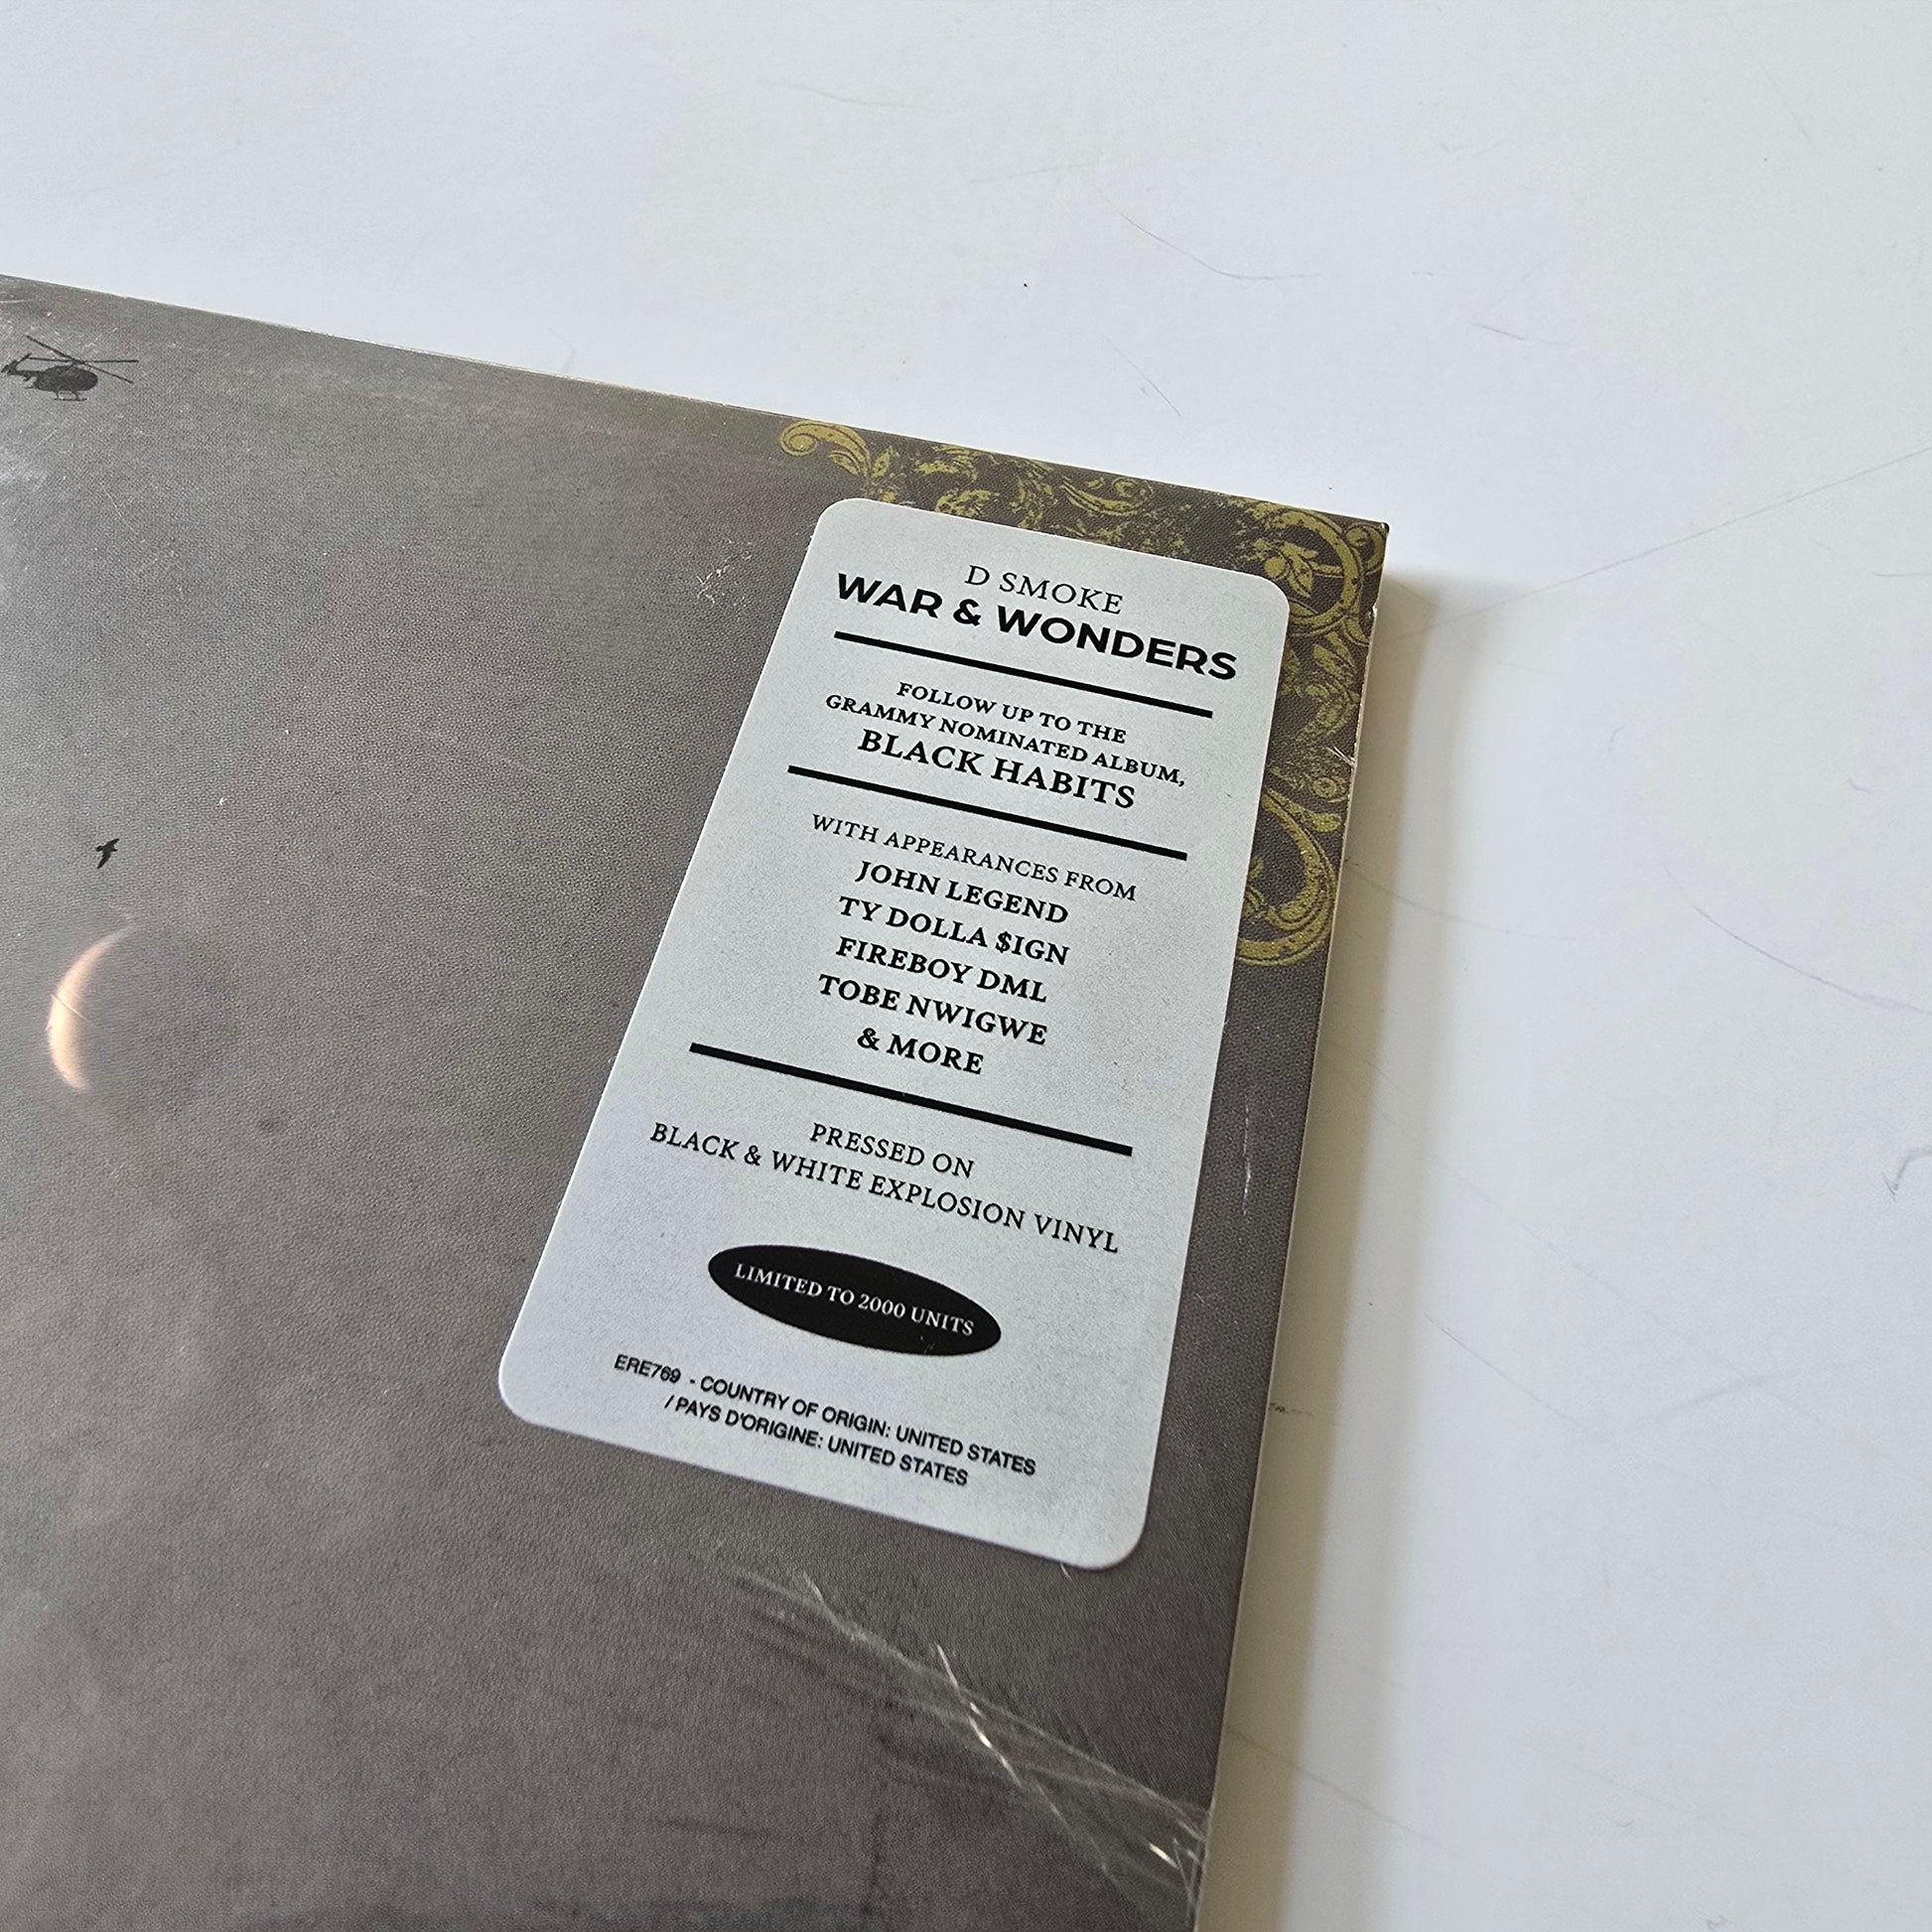 D SMOKE
WAR & WONDERS
FOLLOW UP TO THE
GRAMMY NOMINATED ALBUM,
BLACK HABITS
WITH APPEARANCES FROM
JOHN LEGEND
TY DOLLA $IGN
FIREBOY DML
TOBE NWIGWE
& MORE
PRESSED ON
BLACK & WHITE EXPLOSION VINYL
LIMITED TO 2000 UNITS
ERE769 - COUNTRY OF ORIGIN: UNITED STATES
/ PAYS D'ORIGINE: UNITED STATES